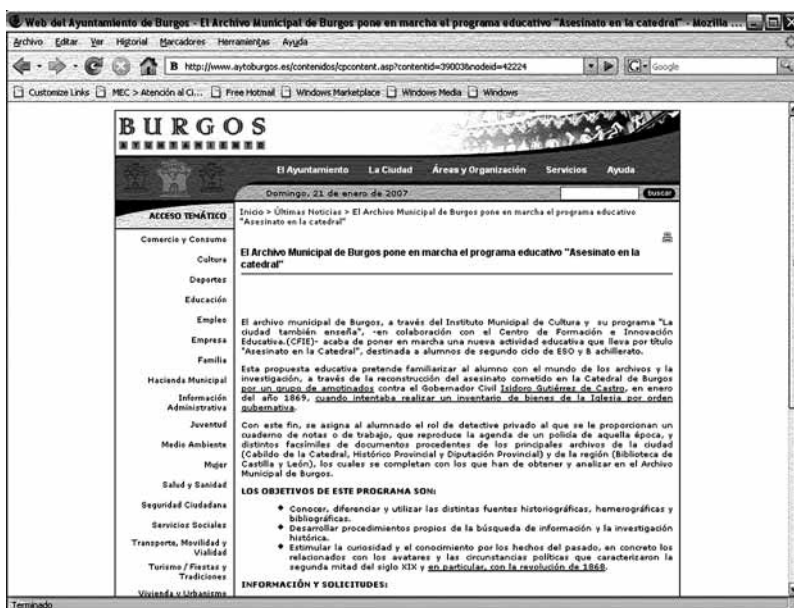 Web del Ayuntamiento de Burgos - El Archivo Municipal de Burgos pone en marcha el programa educativo "Asesinato en la catedral" - Mozilla ...
Archivo Editar Ver Historial Marcadores Herramientas Ayuda
http://www.aytoburgos.es/contenidos/cpcontent.asp?contentid=39003&nodeid=42224
Google
Customize Links MEC > Atención al Ci... Free Hotmail Windows Marketplace Windows Media Windows
BURGOS
AYUNTAMIENTO
El Ayuntamiento La Ciudad Áreas y Organización Servicios Ayuda
Domingo, 21 de enero de 2007 buscar
ACCESO TEMÁTICO
Comercio y Consumo
Cultura
Deportes
Educación
Empleo
Empresa
Familia
Hacienda Municipal
Información
Administrativa
Juventud
Medio Ambiente
Mujer
Salud y Sanidad
Seguridad Ciudadana
Servicios Sociales
Transporte, Movilidad y
Vialidad
Turismo / Fiestas y
Tradiciones
Vivienda y Urbanismo
Inicio > Últimas Noticias > El Archivo Municipal de Burgos pone en marcha el programa educativo
"Asesinato en la catedral"
El Archivo Municipal de Burgos pone en marcha el programa educativo "Asesinato en la
catedral"
El archivo municipal de Burgos, a través del Instituto Municipal de Cultura y su programa "La
ciudad también enseña", -en colaboración con el Centro de Formación e Innovación
Educativa.(CFIE)- acaba de poner en marcha una nueva actividad educativa que lleva por título
"Asesinato en la Catedral", destinada a alumnos de segundo ciclo de ESO y B achillerato.
Esta propuesta educativa pretende familiarizar al alumno con el mundo de los archivos y la
investigación, a través de la reconstrucción del asesinato cometido en la Catedral de Burgos
por un grupo de amotinados contra el Gobernador Civil Isidoro Gutiérrez de Castro, en enero
del año 1869, cuando intentaba realizar un inventario de bienes de la Iglesia por orden
gubernativa.
Con este fin, se asigna al alumnado el rol de detective privado al que se le proporcionan un
cuaderno de notas o de trabajo, que reproduce la agenda de un policía de aquella época, y
distintos facsímiles de documentos procedentes de los principales archivos de la ciudad
(Cabildo de la Catedral, Histórico Provincial y Diputación Provincial) y de la región (Biblioteca de
Castilla y León), los cuales se completan con los que han de obtener y analizar en el Archivo
Municipal de Burgos.
LOS OBJETIVOS DE ESTE PROGRAMA SON:
Conocer, diferenciar y utilizar las distintas fuentes historiográficas, hemerográficas y
bibliográficas.
Desarrollar procedimientos propios de la búsqueda de información y la investigación
histórica.
Estimular la curiosidad y el conocimiento por los hechos del pasado, en concreto los
relacionados con los avatares y las circunstancias políticas que caracterizaron la
segunda mitad del siglo XIX y en particular, con la revolución de 1868.
INFORMACIÓN Y SOLICITUDES:
Terminado